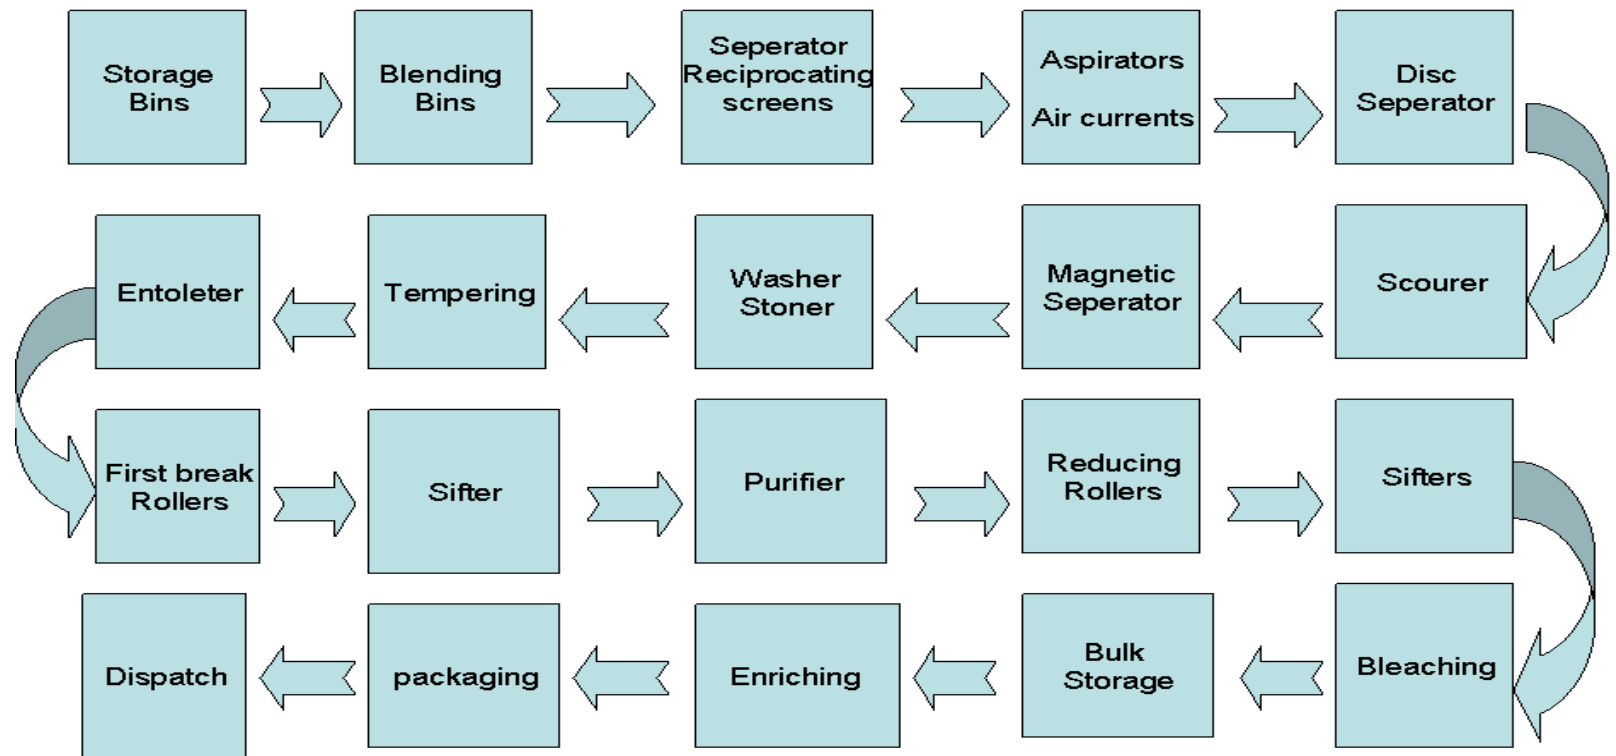 Storage
Bins
Blending
Bins
Seperator
Reciprocating
screens
Aspirators
Air currents
Disc
Seperator
Scourer
Magnetic
Seperator
Washer
Stoner
Tempering
Entoleter
First break
Rollers
Sifter
Purifier
Reducing
Rollers
Sifters
Bleaching
Bulk
Storage
Enriching
packaging
Dispatch